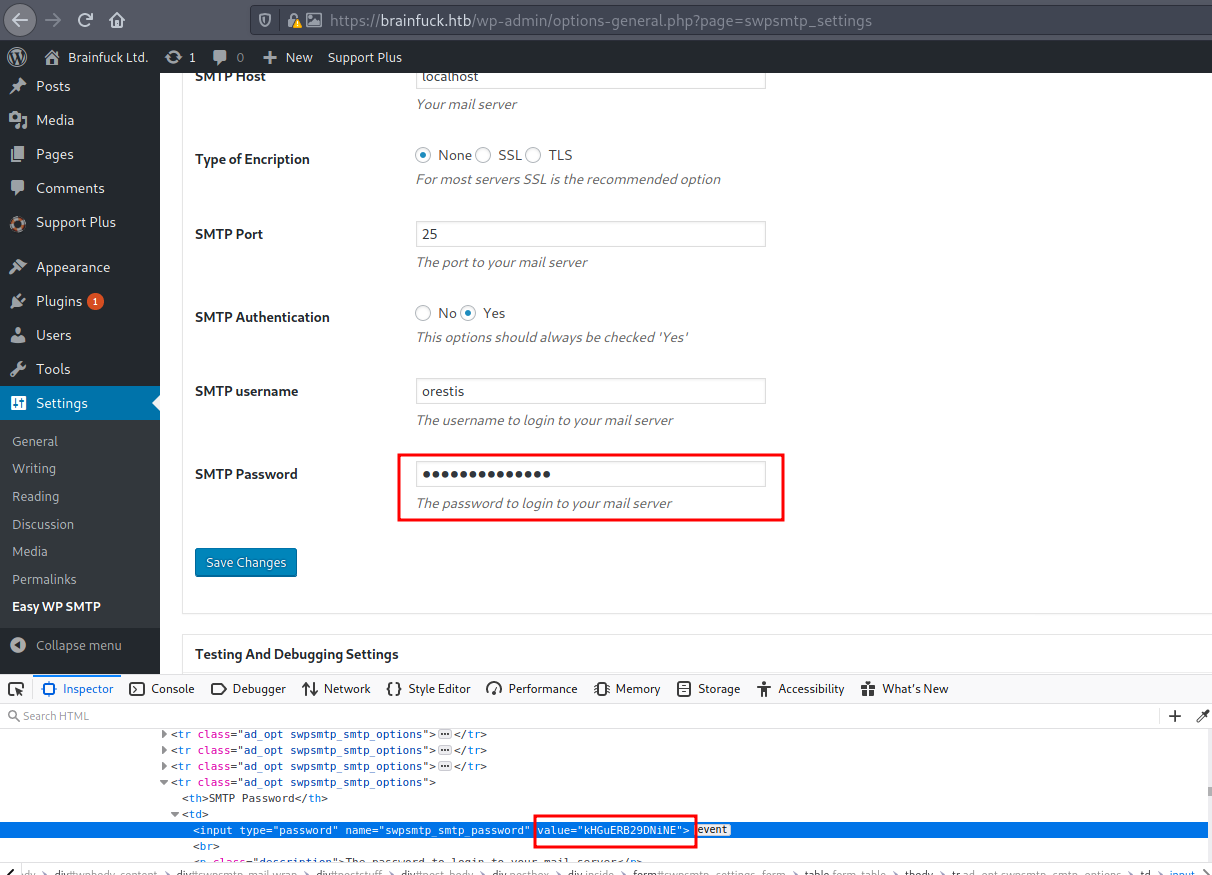 https://brainfuck.htb/wp-admin/options-general.php?page=swpsmtp_settings
Brainfuck Ltd. 1 0 New Support Plus
Posts
Media
Pages
Comments
Support Plus
Appearance
Plugins 1
Users
Tools
Settings
General
Writing
Reading
Discussion
Media
Permalinks
Easy WP SMTP
Collapse menu
SMTP Host localhost
Your mail server
Type of Encription None SSL TLS
For most servers SSL is the recommended option
SMTP Port 25
The port to your mail server
SMTP Authentication No Yes
This options should always be checked 'Yes'
SMTP username orestis
The username to login to your mail server
SMTP Password ••••••••••••••
The password to login to your mail server
Save Changes
Testing And Debugging Settings
Inspector Console Debugger Network Style Editor Performance Memory Storage Accessibility What's New
Search HTML
<tr class="ad_opt swpsmtp_smtp_options">…</tr>
<tr class="ad_opt swpsmtp_smtp_options">…</tr>
<tr class="ad_opt swpsmtp_smtp_options">…</tr>
<tr class="ad_opt swpsmtp_smtp_options">
<th>SMTP Password</th>
<td>
<input type="password" name="swpsmtp_smtp_password" value="kHGuERB29DNiNE"> event
<br>
<p class="description">The password to login to your mail server</p>